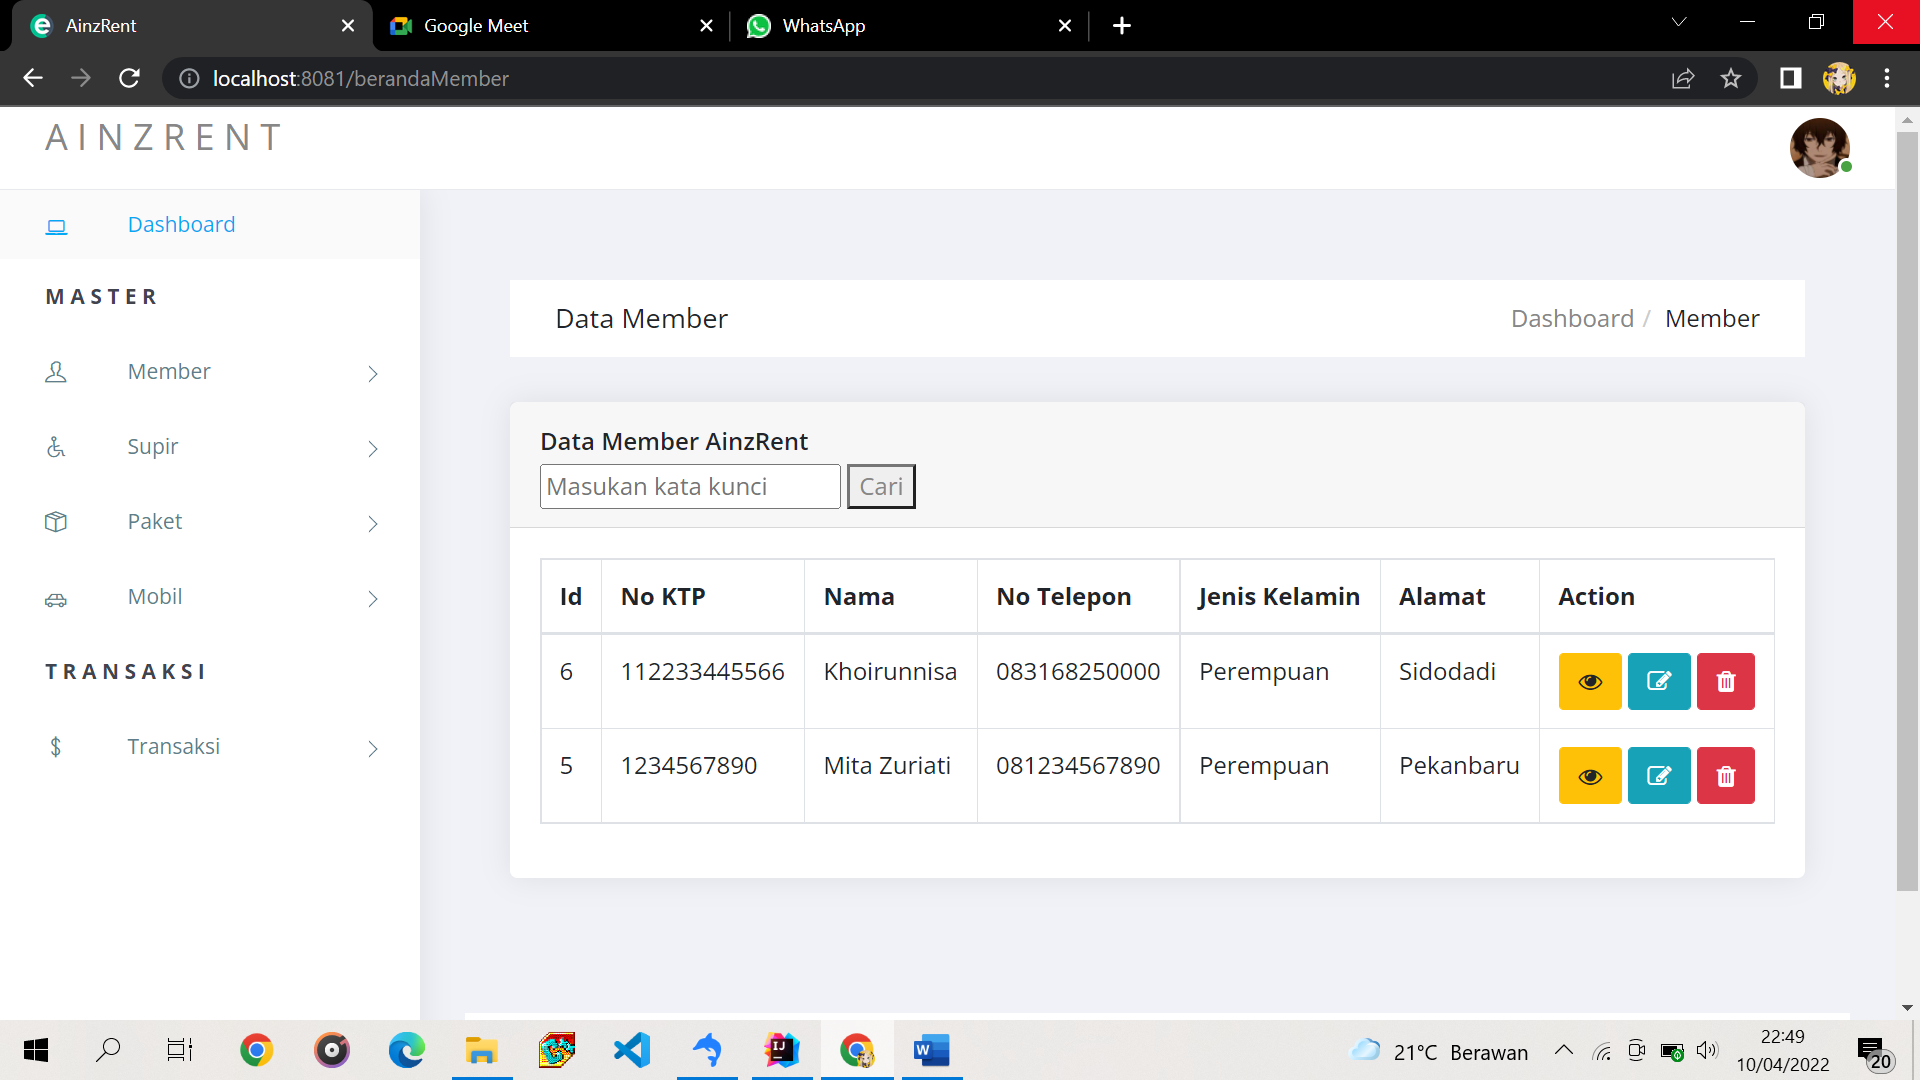 AinzRent
Google Meet
WhatsApp
localhost:8081/berandaMember
AINZRENT
Dashboard
MASTER
Member
Supir
Paket
Mobil
TRANSAKSI
Transaksi
Data Member
Dashboard / Member
Data Member AinzRent
Masukan kata kunci Cari
Id No KTP Nama No Telepon Jenis Kelamin Alamat Action
6 112233445566 Khoirunnisa 083168250000 Perempuan Sidodadi
5 1234567890 Mita Zuriati 081234567890 Perempuan Pekanbaru
21°C Berawan
22:49
10/04/2022
20